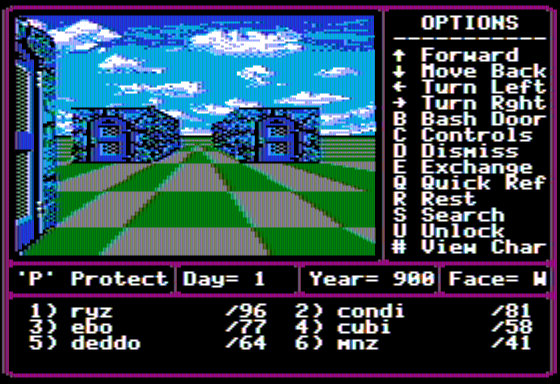 OPTIONS
------------
↑ Forward
↓ Move Back
← Turn Left
→ Turn Rght
B Bash Door
C Controls
D Dismiss
E Exchange
Q Quick Ref
R Rest
S Search
U Unlock
# View Char
'P' Protect Day= 1 Year= 900 Face= W
1) ryz /96 2) condi /81
3) ebo /77 4) cubi /58
5) deddo /64 6) mnz /41